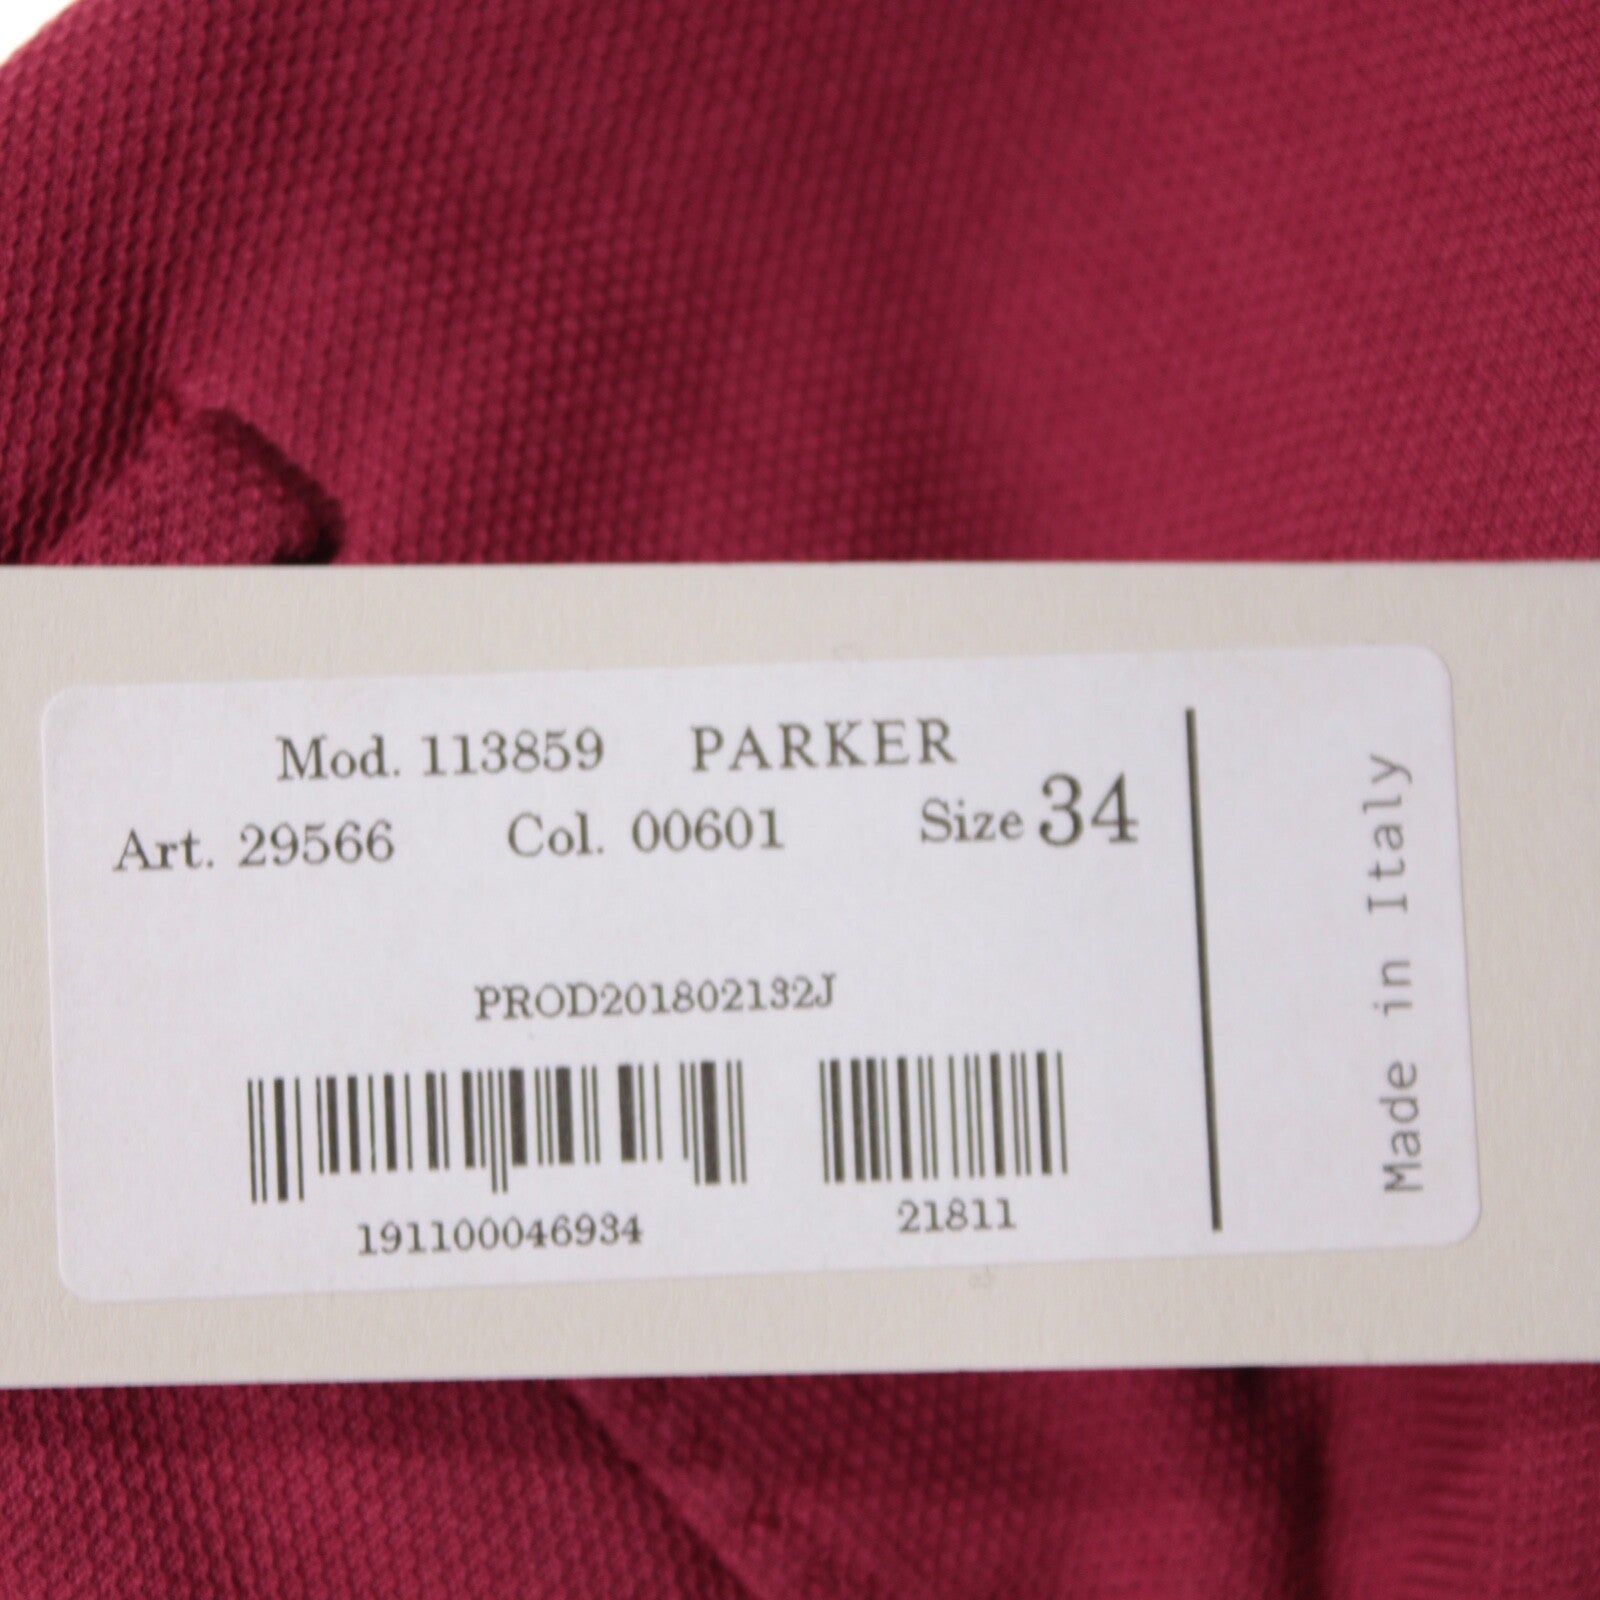 Mod. 113859 PARKER
Art. 29566 Col. 00601 Size 34
PROD201802132J
191100046934 21811
Made in Italy